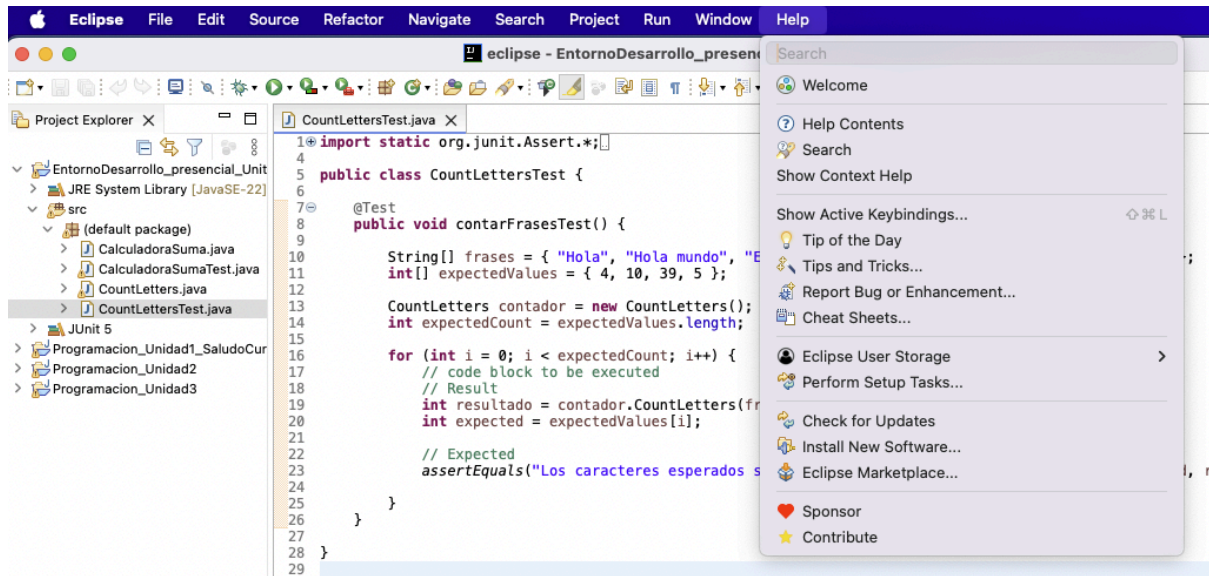 Eclipse File Edit Source Refactor Navigate Search Project Run Window Help
eclipse - EntornoDesarrollo_presen
Search
Welcome
Help Contents
Search
Show Context Help
Show Active Keybindings... ⇧⌘L
Tip of the Day
Tips and Tricks...
Report Bug or Enhancement...
Cheat Sheets...
Eclipse User Storage
Perform Setup Tasks...
Check for Updates
Install New Software...
Eclipse Marketplace...
Sponsor
Contribute
Project Explorer
EntornoDesarrollo_presencial_Unit
JRE System Library [JavaSE-22]
src
(default package)
CalculadoraSuma.java
CalculadoraSumaTest.java
CountLetters.java
CountLettersTest.java
JUnit 5
Programacion_Unidad1_SaludoCur
Programacion_Unidad2
Programacion_Unidad3
CountLettersTest.java
1 import static org.junit.Assert.*;
4
5 public class CountLettersTest {
6
7 @Test
8 public void contarFrasesTest() {
9
10 String[] frases = { "Hola", "Hola mundo", "E ;
11 int[] expectedValues = { 4, 10, 39, 5 };
12
13 CountLetters contador = new CountLetters();
14 int expectedCount = expectedValues.length;
15
16 for (int i = 0; i < expectedCount; i++) {
17 // code block to be executed
18 // Result
19 int resultado = contador.CountLetters(fr
20 int expected = expectedValues[i];
21
22 // Expected
23 assertEquals("Los caracteres esperados s , r
24
25 }
26 }
27
28 }
29